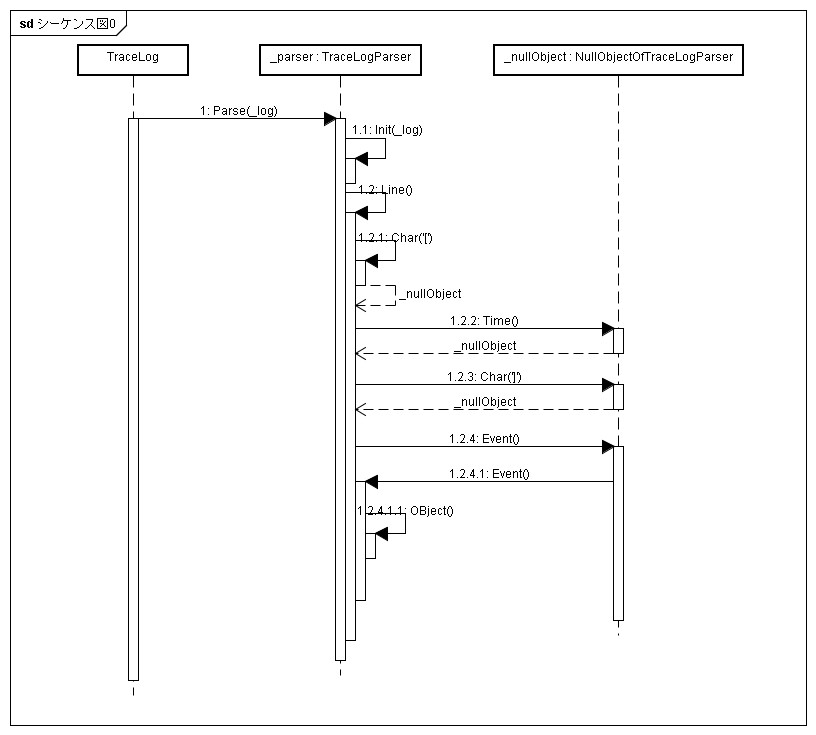 sd シーケンス図0
TraceLog
_parser : TraceLogParser
_nullObject : NullObjectOfTraceLogParser
1: Parse(_log)
1.1: Init(_log)
1.2: Line()
1.2.1: Char('[')
_nullObject
1.2.2: Time()
_nullObject
1.2.3: Char(']')
_nullObject
1.2.4: Event()
1.2.4.1: Event()
1.2.4.1.1: OBject()